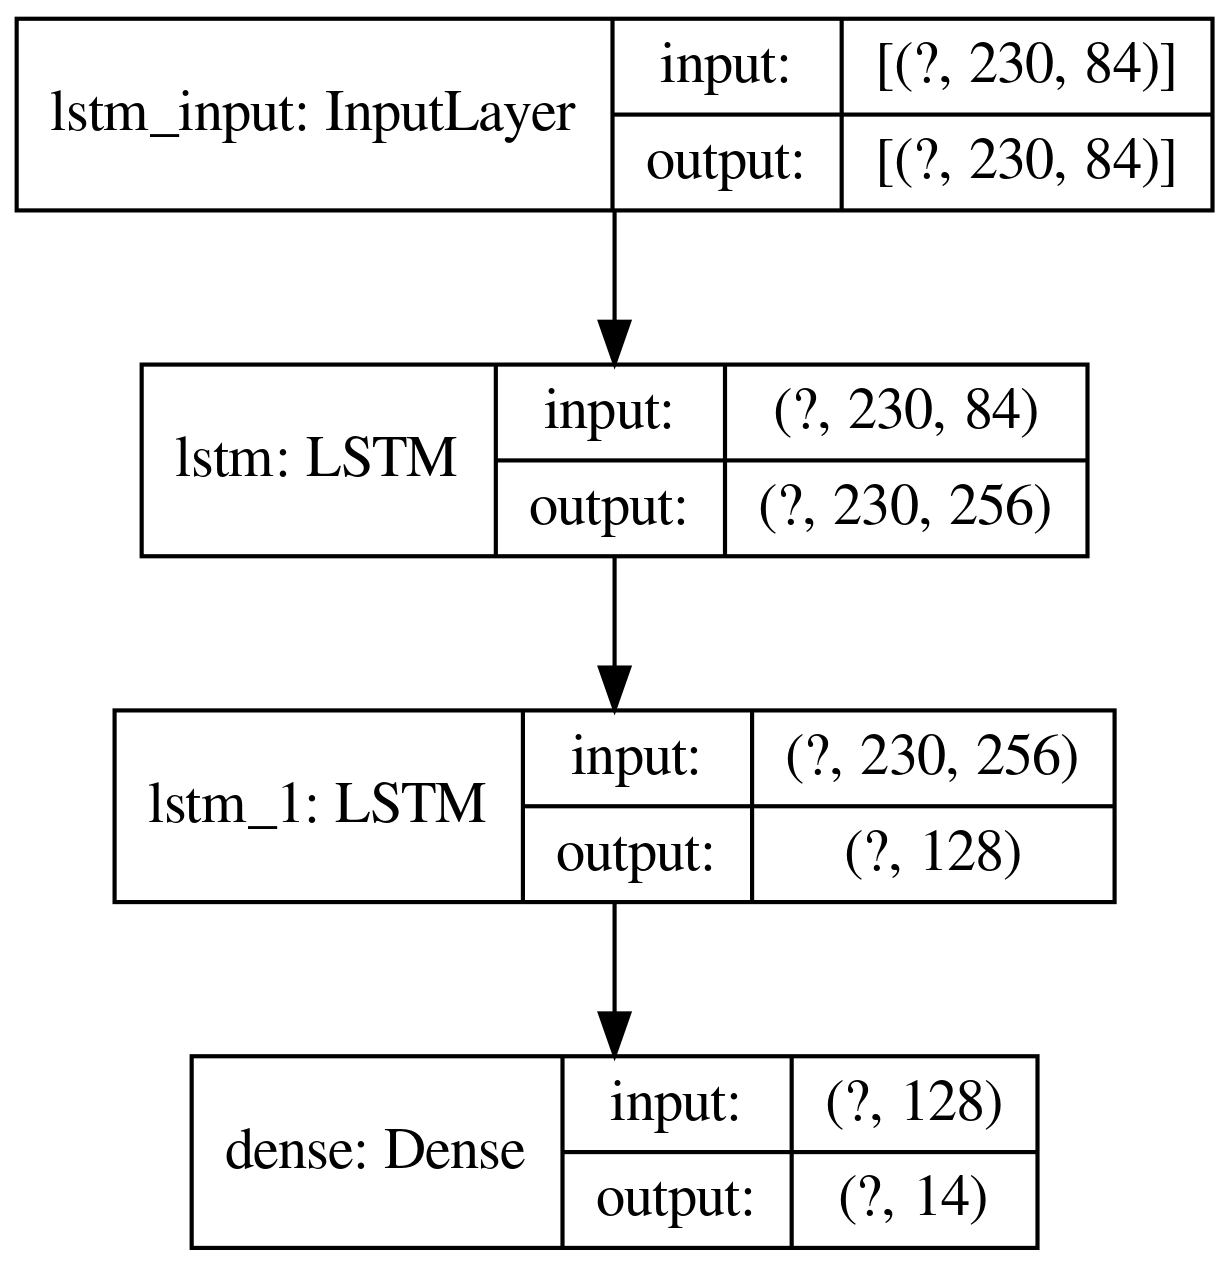 lstm_input: InputLayer
input:
[(?, 230, 84)]
output:
[(?, 230, 84)]
lstm: LSTM
input:
(?, 230, 84)
output:
(?, 230, 256)
lstm_1: LSTM
input:
(?, 230, 256)
output:
(?, 128)
dense: Dense
input:
(?, 128)
output:
(?, 14)